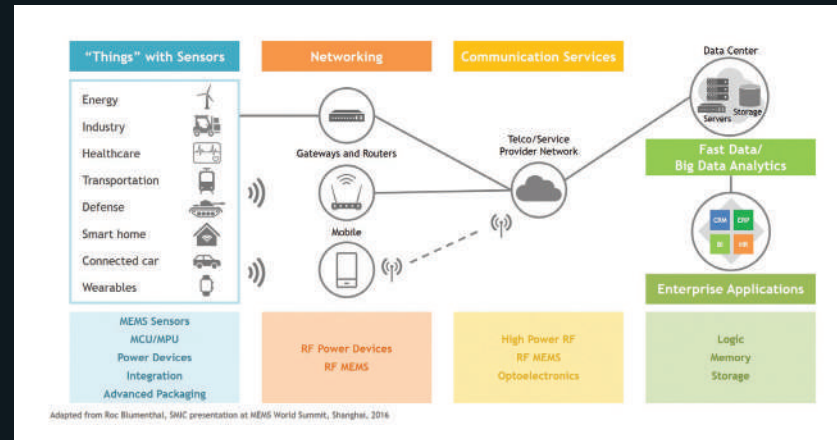 "Things" with Sensors
Networking
Communication Services
Data Center
Servers
Storage
Energy
Industry
Healthcare
Transportation
Defense
Smart home
Connected car
Wearables
Gateways and Routers
Mobile
Telco/Service
Provider Network
Fast Data/
Big Data Analytics
CRM
ERP
BI
HR
Enterprise Applications
MEMS Sensors
MCU/MPU
Power Devices
Integration
Advanced Packaging
RF Power Devices
RF MEMS
High Power RF
RF MEMS
Optoelectronics
Logic
Memory
Storage
Adapted from Roc Blumenthal, SMIC presentation at MEMS World Summit, Shanghai, 2016